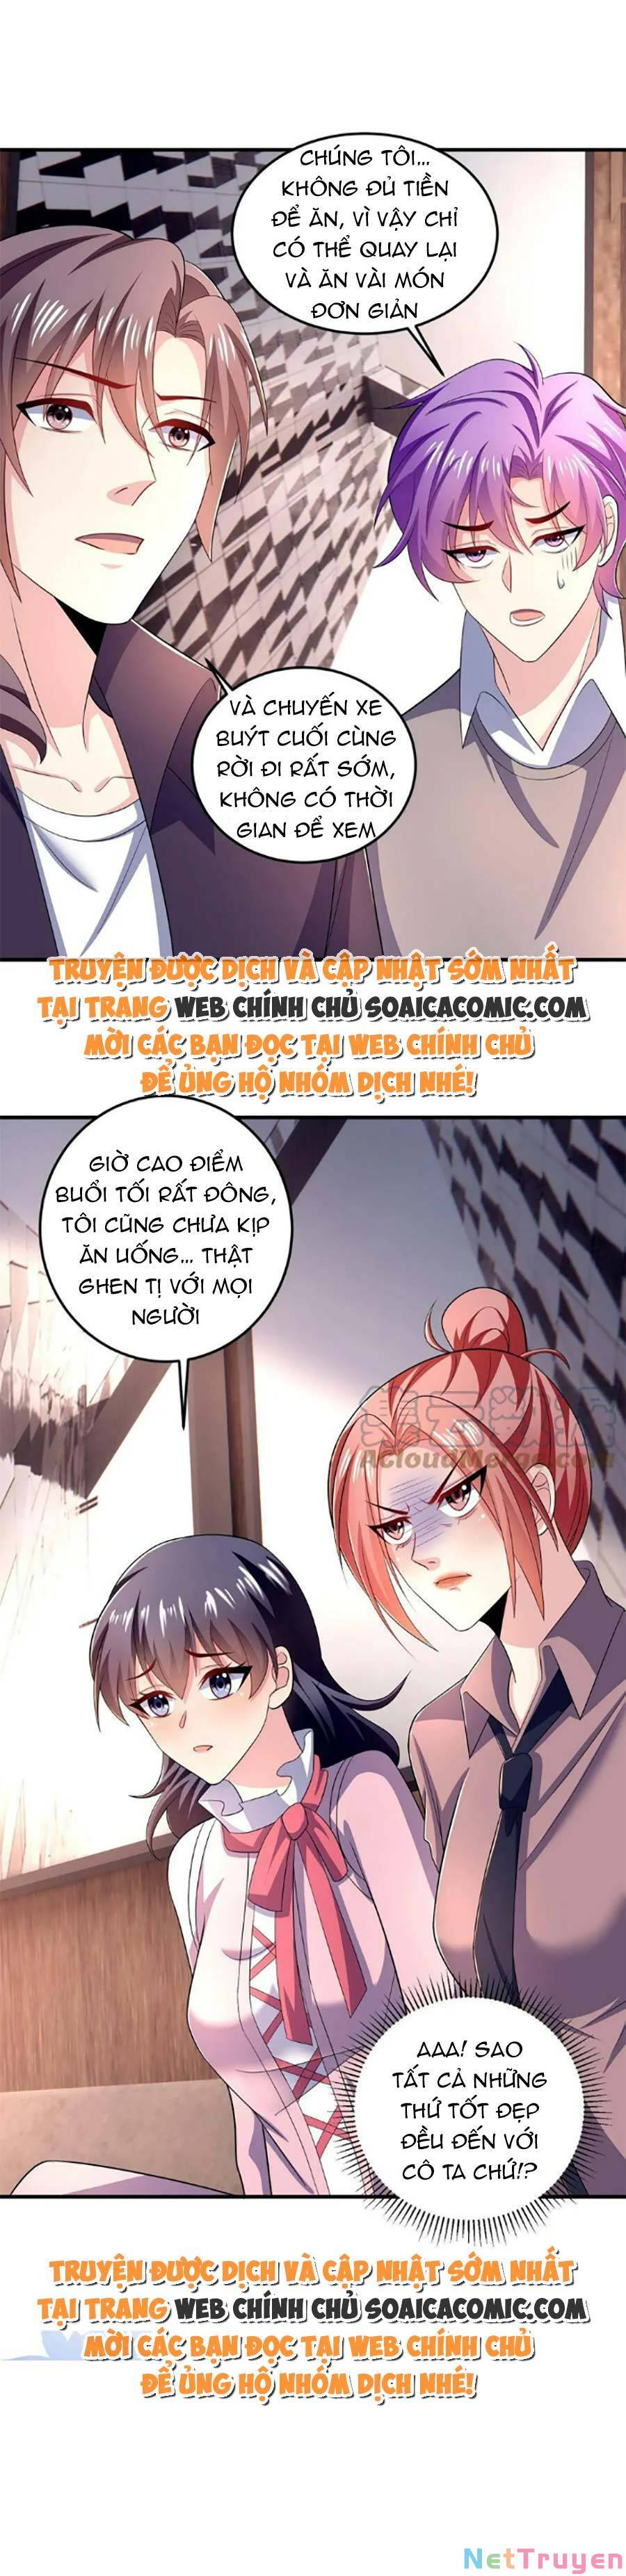 CHÚNG TÔI...
KHÔNG ĐỦ TIỀN
ĐỂ ĂN, VÌ VẬY CHỈ
CÓ THỂ QUAY LẠI
VÀ ĂN VÀI MÓN
ĐƠN GIẢN
VÀ CHUYẾN XE
BUÝT CUỐI CÙNG
RỜI ĐI RẤT SỚM,
KHÔNG CÓ THỜI
GIAN ĐỂ XEM
TRUYỆN ĐƯỢC DỊCH VÀ CẬP NHẬT SỚM NHẤT
TẠI TRANG WEB CHÍNH CHỦ SOAICACOMIC.COM
MỜI CÁC BẠN ĐỌC TẠI WEB CHÍNH CHỦ
ĐỂ ỦNG HỘ NHÓM DỊCH NHÉ!
GIỜ CAO ĐIỂM
BUỔI TỐI RẤT ĐÔNG,
TÔI CŨNG CHƯA KỊP
ĂN UỐNG... THẬT
GHEN TỊ VỚI MỌI
NGƯỜI
AcloudMerge.com
AAA! SAO
TẤT CẢ NHỮNG
THỨ TỐT ĐẸP
ĐỀU ĐẾN VỚI
CÔ TA CHỨ!?
TRUYỆN ĐƯỢC DỊCH VÀ CẬP NHẬT SỚM NHẤT
TẠI TRANG WEB CHÍNH CHỦ SOAICACOMIC.COM
MỜI CÁC BẠN ĐỌC TẠI WEB CHÍNH CHỦ
ĐỂ ỦNG HỘ NHÓM DỊCH NHÉ!
NetTruyen